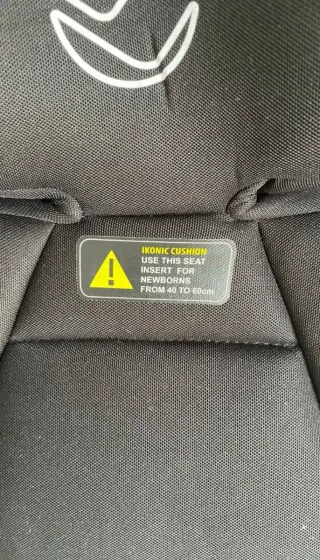 IKONIC CUSHION
USE THIS SEAT
INSERT FOR
NEWBORNS
FROM 40 TO 60cm